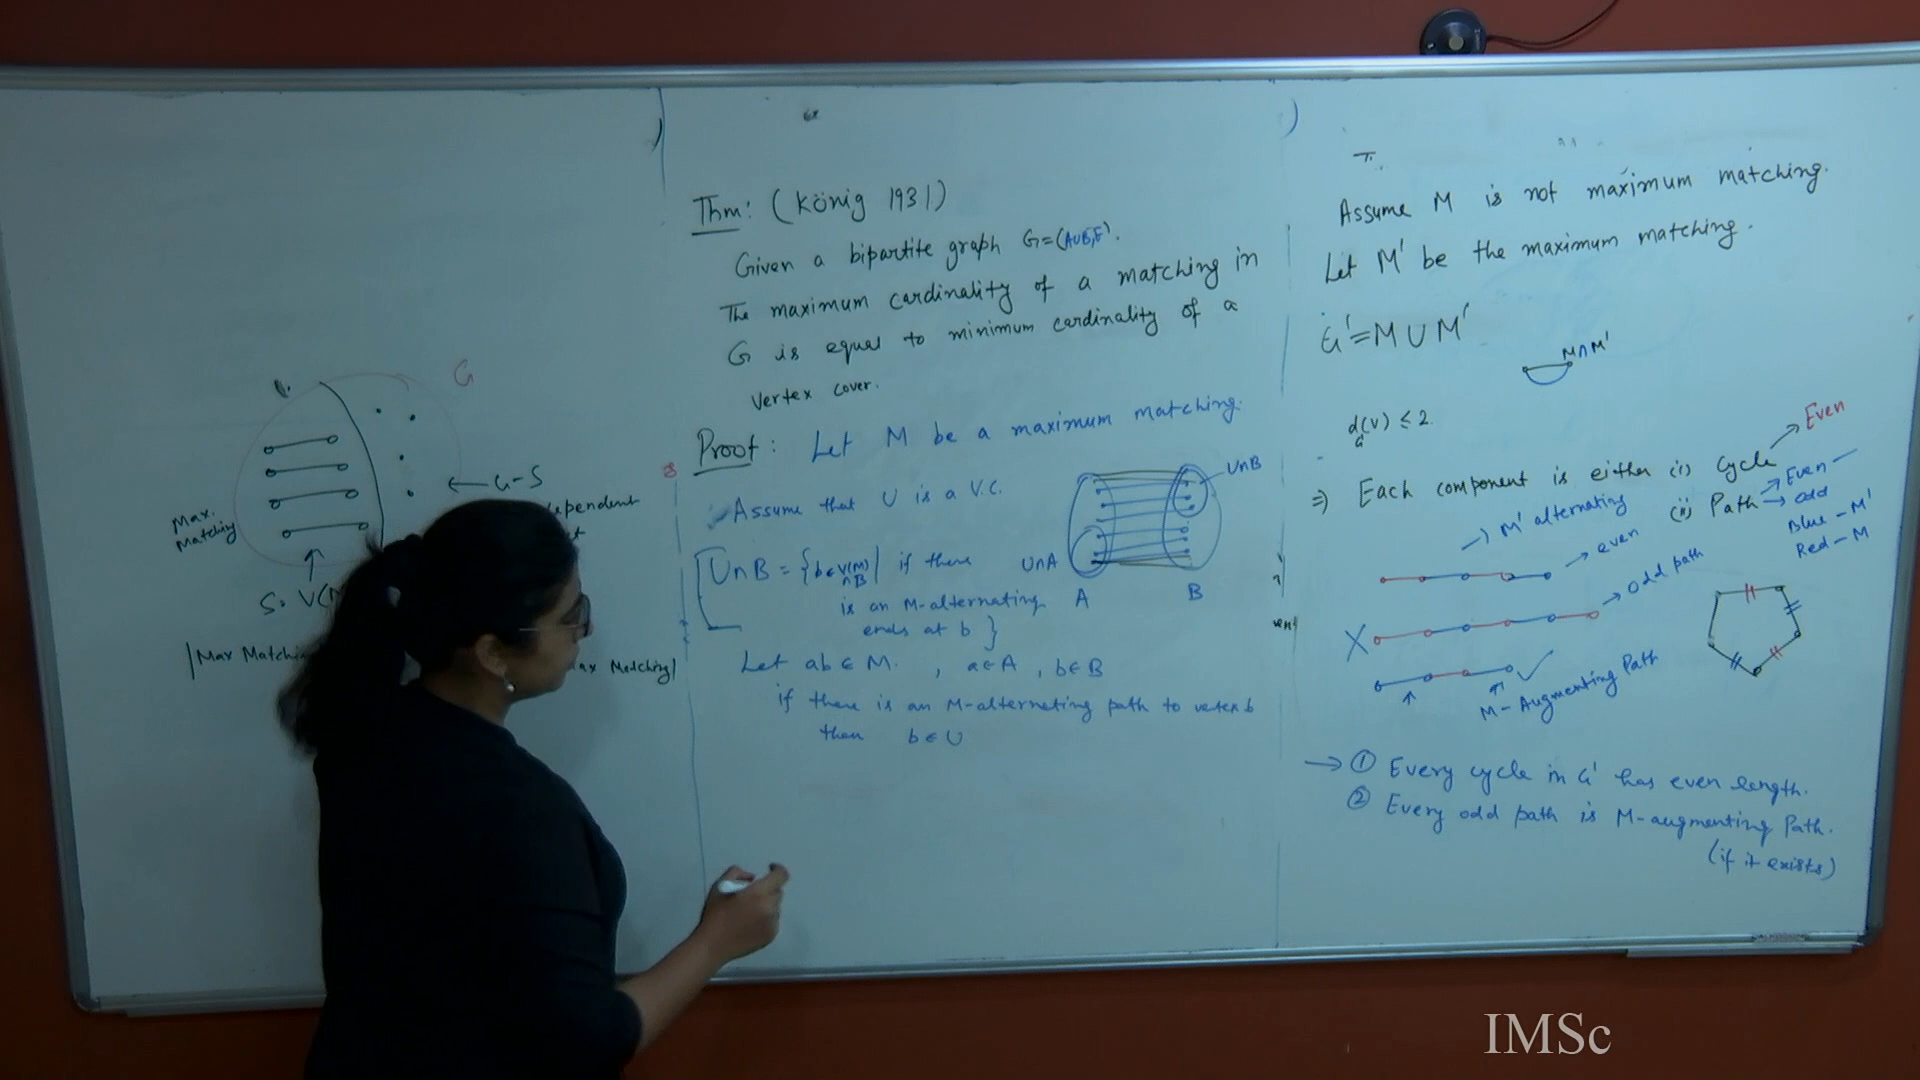 G
Max.
Matching
← G-S
S = V(M
|Max Matching
ax Matching|
Thm: (König 1931)
Given a bipartite graph G=(A∪B,E).
The maximum cardinality of a matching in
G is equal to minimum cardinality of a
vertex cover.
Proof: Let M be a maximum matching.
Assume that U is a V.C.
U∩B = {b∈V(M)∩B | if there
is an M-alternating
ends at b }
U∩B
U∩A
A
B
Let ab ∈ M. , a∈A , b∈B
if there is an M-alternating path to vertex b
then b ∈ U
Assume M is not maximum matching.
Let M' be the maximum matching.
G' = M ∪ M'
M∩M'
d(v) ≤ 2.
G'
⇒ Each component is either (i) Cycle → Even
(ii) Path → Even
→ odd
Blue - M'
Red - M
→ M' alternating
→ even
X → odd path
M-Augmenting Path
→ ① Every cycle in G' has even length.
② Every odd path is M-augmenting Path.
(if it exists)
IMSc